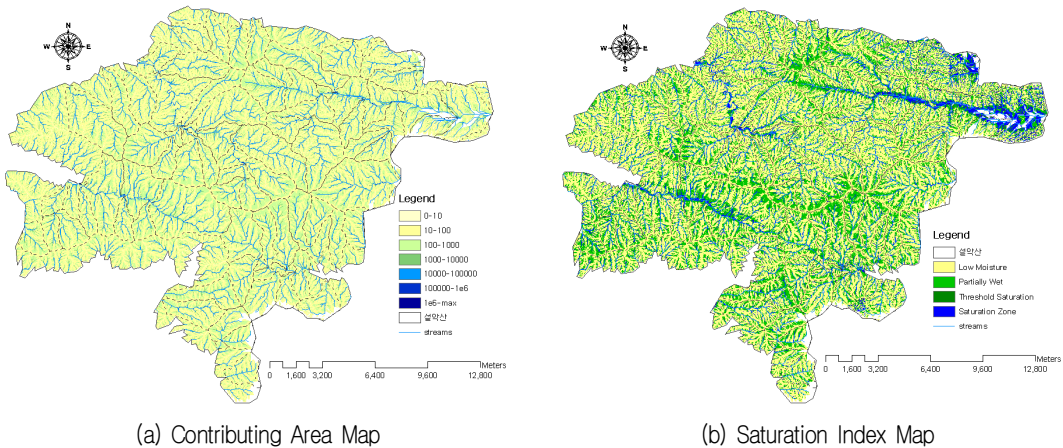 N
W E
S
Legend
0-10
10-100
100-1000
1000-10000
10000-100000
100000-1e6
1e6-max
설악산
streams
Meters
0 1,600 3,200 6,400 9,600 12,800
(a) Contributing Area Map
N
W E
S
Legend
설악산
Low Moisture
Partially Wet
Threshold Saturation
Saturation Zone
streams
Meters
0 1,600 3,200 6,400 9,600 12,800
(b) Saturation Index Map